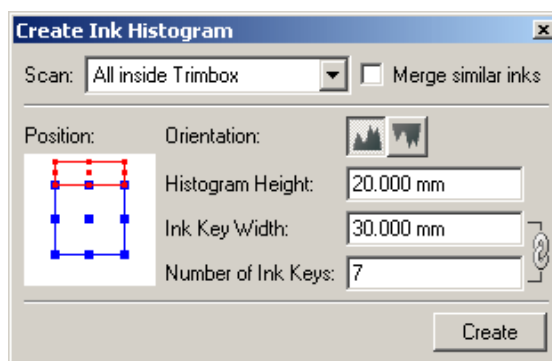 Create Ink Histogram
Scan: All inside Trimbox Merge similar inks
Position: Orientation:
Histogram Height: 20.000 mm
Ink Key Width: 30.000 mm
Number of Ink Keys: 7
Create